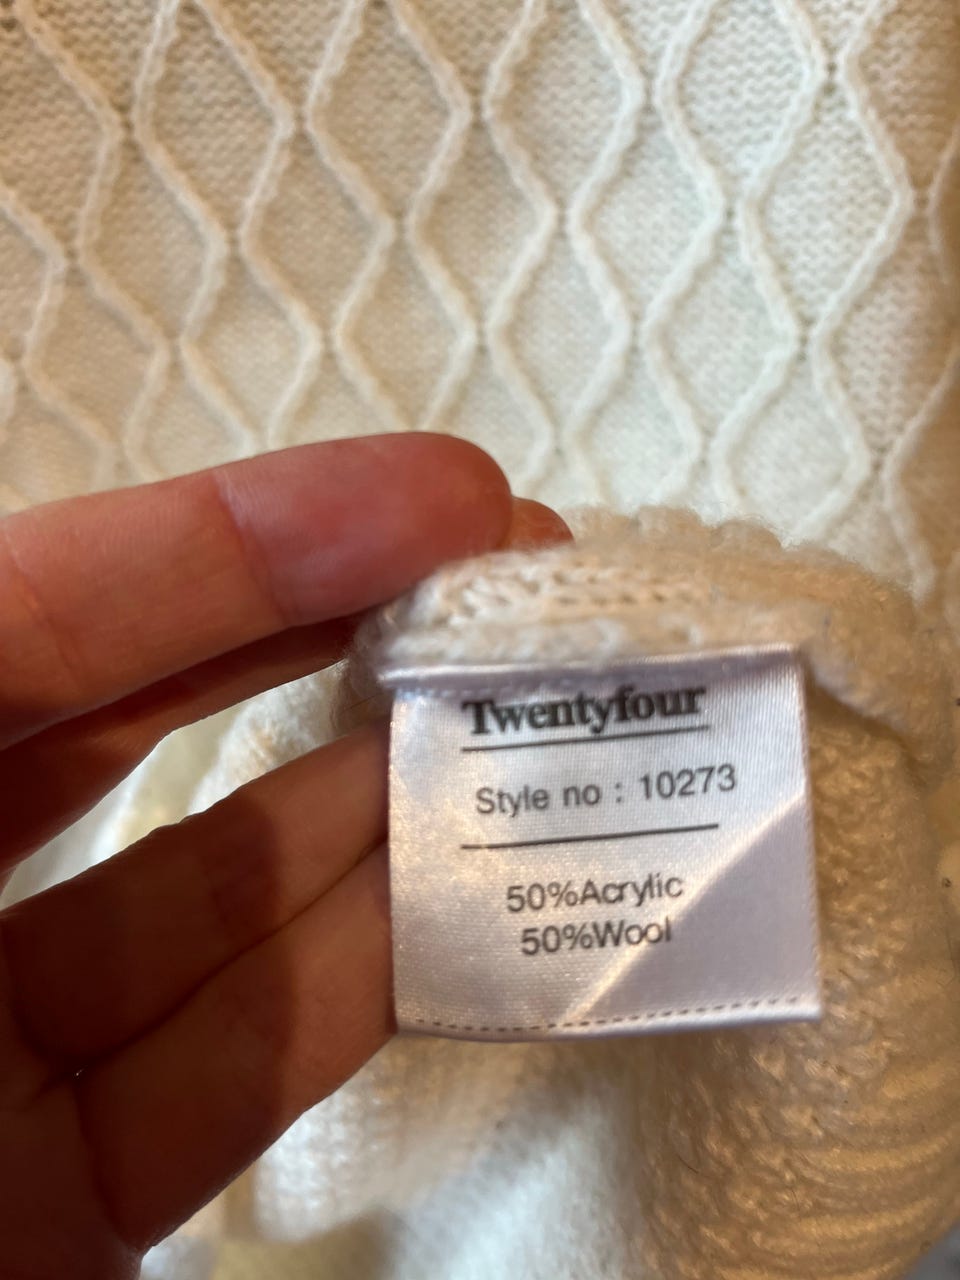 Twentyfour
Style no : 10273
50%Acrylic
50%Wool